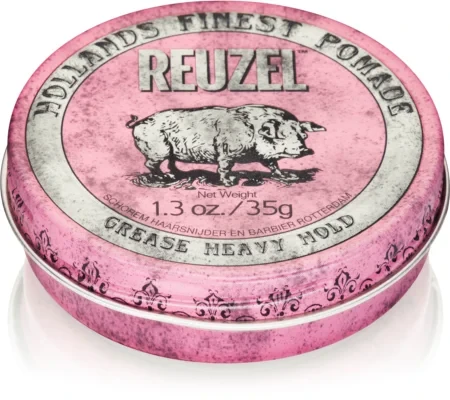 HOLLANDS FINEST POMADE
REUZEL
Net Weight
1.3 oz./35g
SCHOREM HAARSNIJDER EN BARBIER ROTTERDAM
GREASE HEAVY HOLD